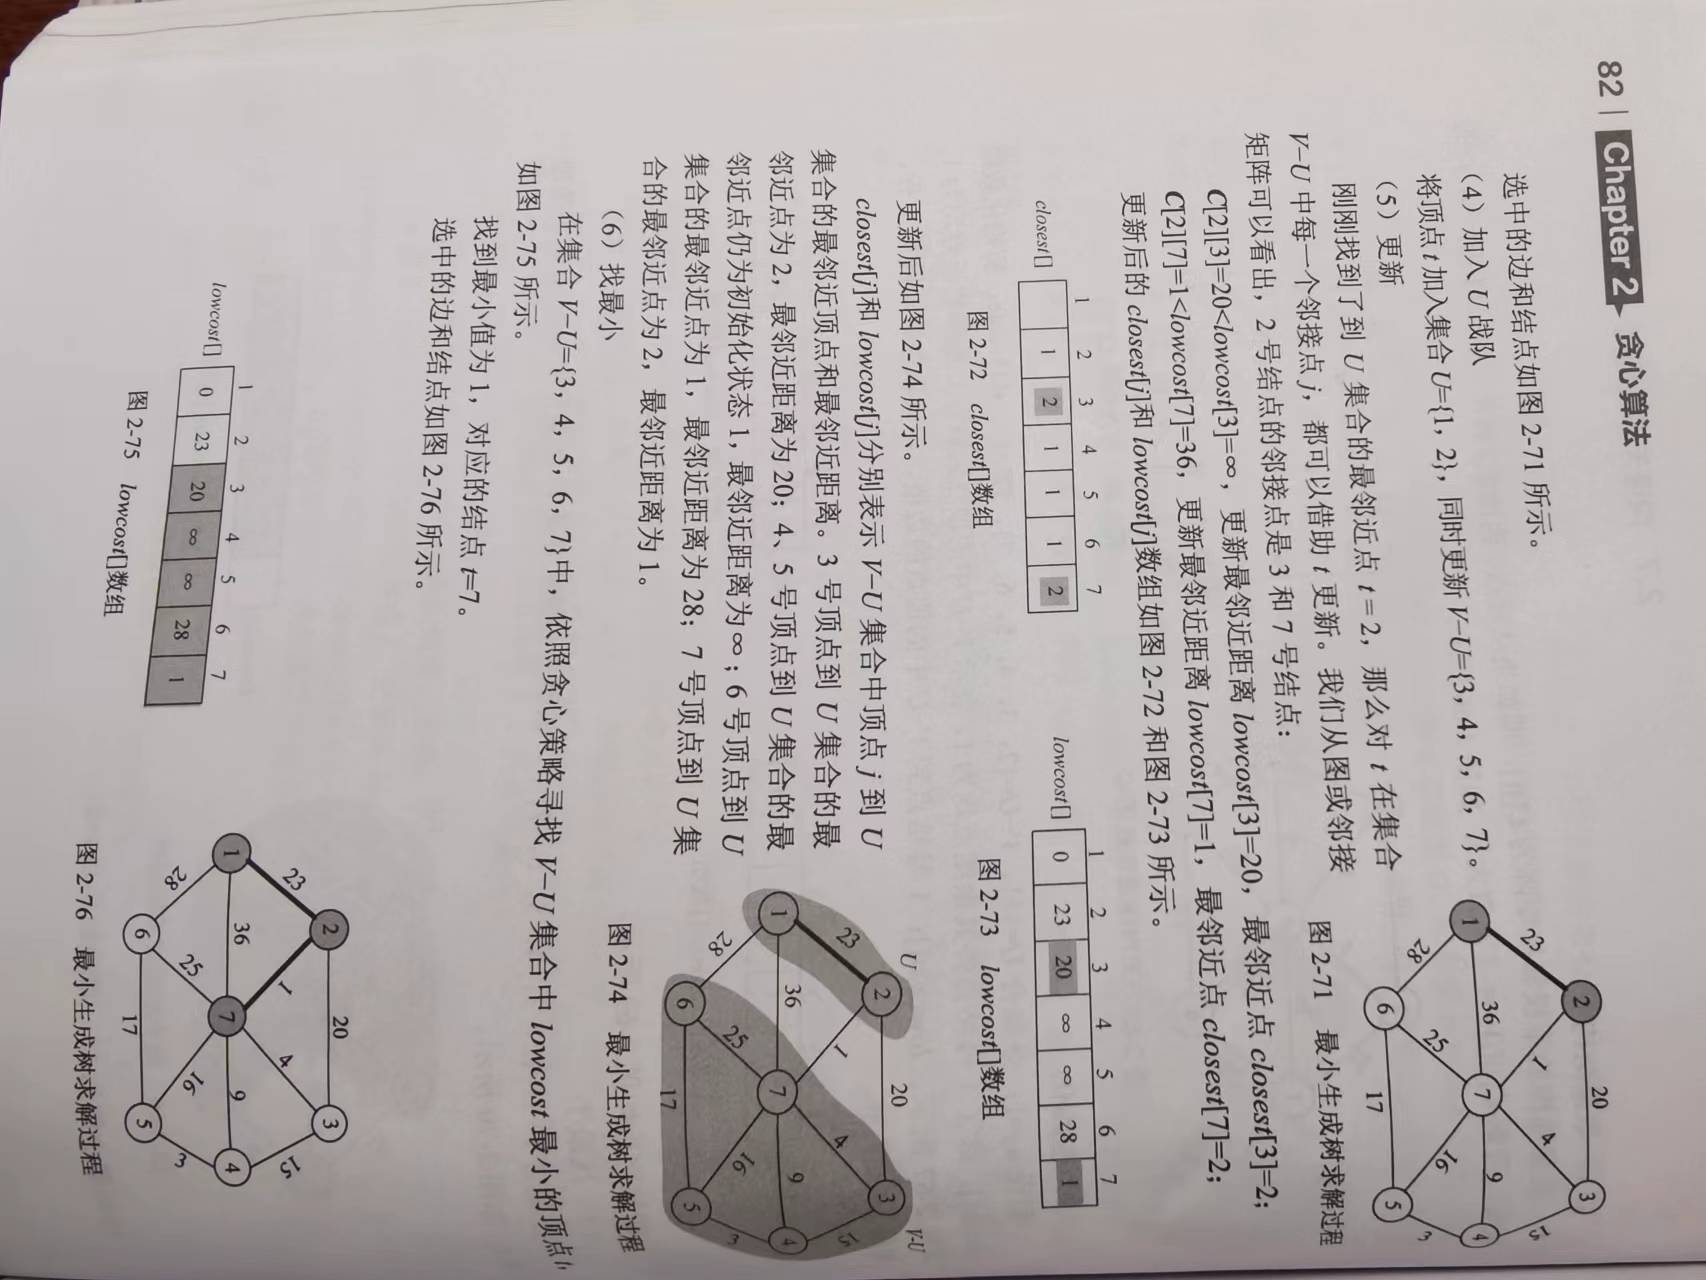 82 | Chapter 2 贪心算法
选中的边和结点如图 2-71 所示。
（4）加入 U 战队
将顶点 t 加入集合 U={1，2}，同时更新 V−U={3，4，5，6，7}。
（5）更新
刚刚找到了到 U 集合的最邻近点 t = 2，那么对 t 在集合
V−U 中每一个邻接点 j，都可以借助 t 更新。我们从图或邻接
矩阵可以看出，2 号结点的邻接点是 3 和 7 号结点：
20
23
1
4
15
36
9
28
25
16
3
17
1
2
3
4
5
6
7
图 2-71 最小生成树求解过程
C[2][3]=20<lowcost[3]=∞，更新最邻近距离 lowcost[3]=20，最邻近点 closest[3]=2；
C[2][7]=1<lowcost[7]=36，更新最邻近距离 lowcost[7]=1，最邻近点 closest[7]=2；
更新后的 closest[j]和 lowcost[j]数组如图 2-72 和图 2-73 所示。
1 2 3 4 5 6 7
closest[] 1 2 1 1 1 2
图 2-72 closest[]数组
1 2 3 4 5 6 7
lowcost[] 0 23 20 ∞ ∞ 28 1
图 2-73 lowcost[]数组
更新后如图 2-74 所示。
closest[j]和 lowcost[j]分别表示 V−U 集合中顶点 j 到 U
集合的最邻近顶点和最邻近距离。3 号顶点到 U 集合的最
邻近点为 2，最邻近距离为 20；4、5 号顶点到 U 集合的最
邻近点仍为初始化状态 1，最邻近距离为∞；6 号顶点到 U
集合的最邻近点为 1，最邻近距离为 28；7 号顶点到 U 集
合的最邻近点为 2，最邻近距离为 1。
U
V-U
20
23
1
4
15
36
9
28
25
16
3
17
1
2
3
4
5
6
7
图 2-74 最小生成树求解过程
（6）找最小
在集合 V−U={3，4，5，6，7}中，依照贪心策略寻找 V−U 集合中 lowcost 最小的顶点 t，
如图 2-75 所示。
找到最小值为 1，对应的结点 t=7。
选中的边和结点如图 2-76 所示。
1 2 3 4 5 6 7
lowcost[] 0 23 20 ∞ ∞ 28 1
图 2-75 lowcost[]数组
20
23
1
4
15
36
9
28
25
16
3
17
1
2
3
4
5
6
7
图 2-76 最小生成树求解过程